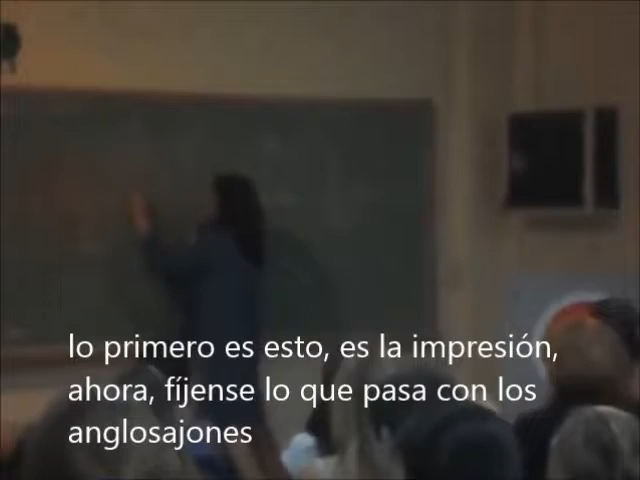 lo primero es esto, es la impresión,
ahora, fíjense lo que pasa con los
anglosajones